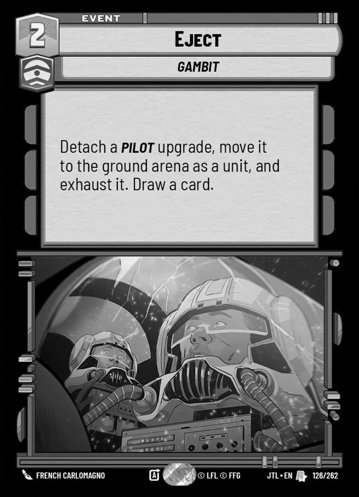 EVENT
2
EJECT
GAMBIT
Detach a PILOT upgrade, move it
to the ground arena as a unit, and
exhaust it. Draw a card.
FRENCH CARLOMAGNO
A
© LFL © FFG
JTL • EN
126/262